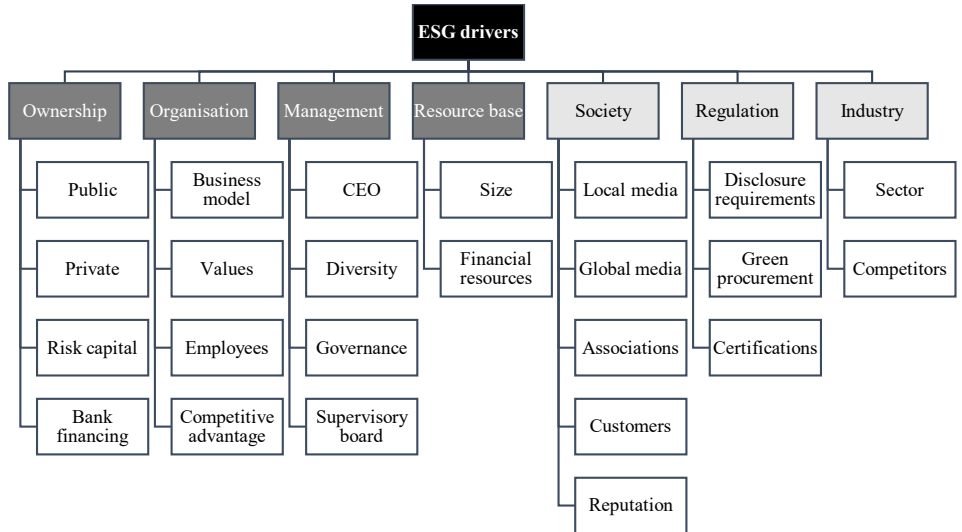 ESG drivers
Ownership
Organisation
Management
Resource base
Society
Regulation
Industry
Public
Business
model
CEO
Size
Local media
Disclosure
requirements
Sector
Private
Values
Diversity
Financial
resources
Global media
Green
procurement
Competitors
Risk capital
Employees
Governance
Associations
Certifications
Bank
financing
Competitive
advantage
Supervisory
board
Customers
Reputation